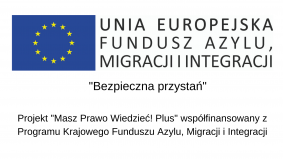 UNIA EUROPEJSKA
FUNDUSZ AZYLU,
MIGRACJI I INTEGRACJI
"Bezpieczna przystań"
Projekt "Masz Prawo Wiedzieć! Plus" współfinansowany z
Programu Krajowego Funduszu Azylu, Migracji i Integracji